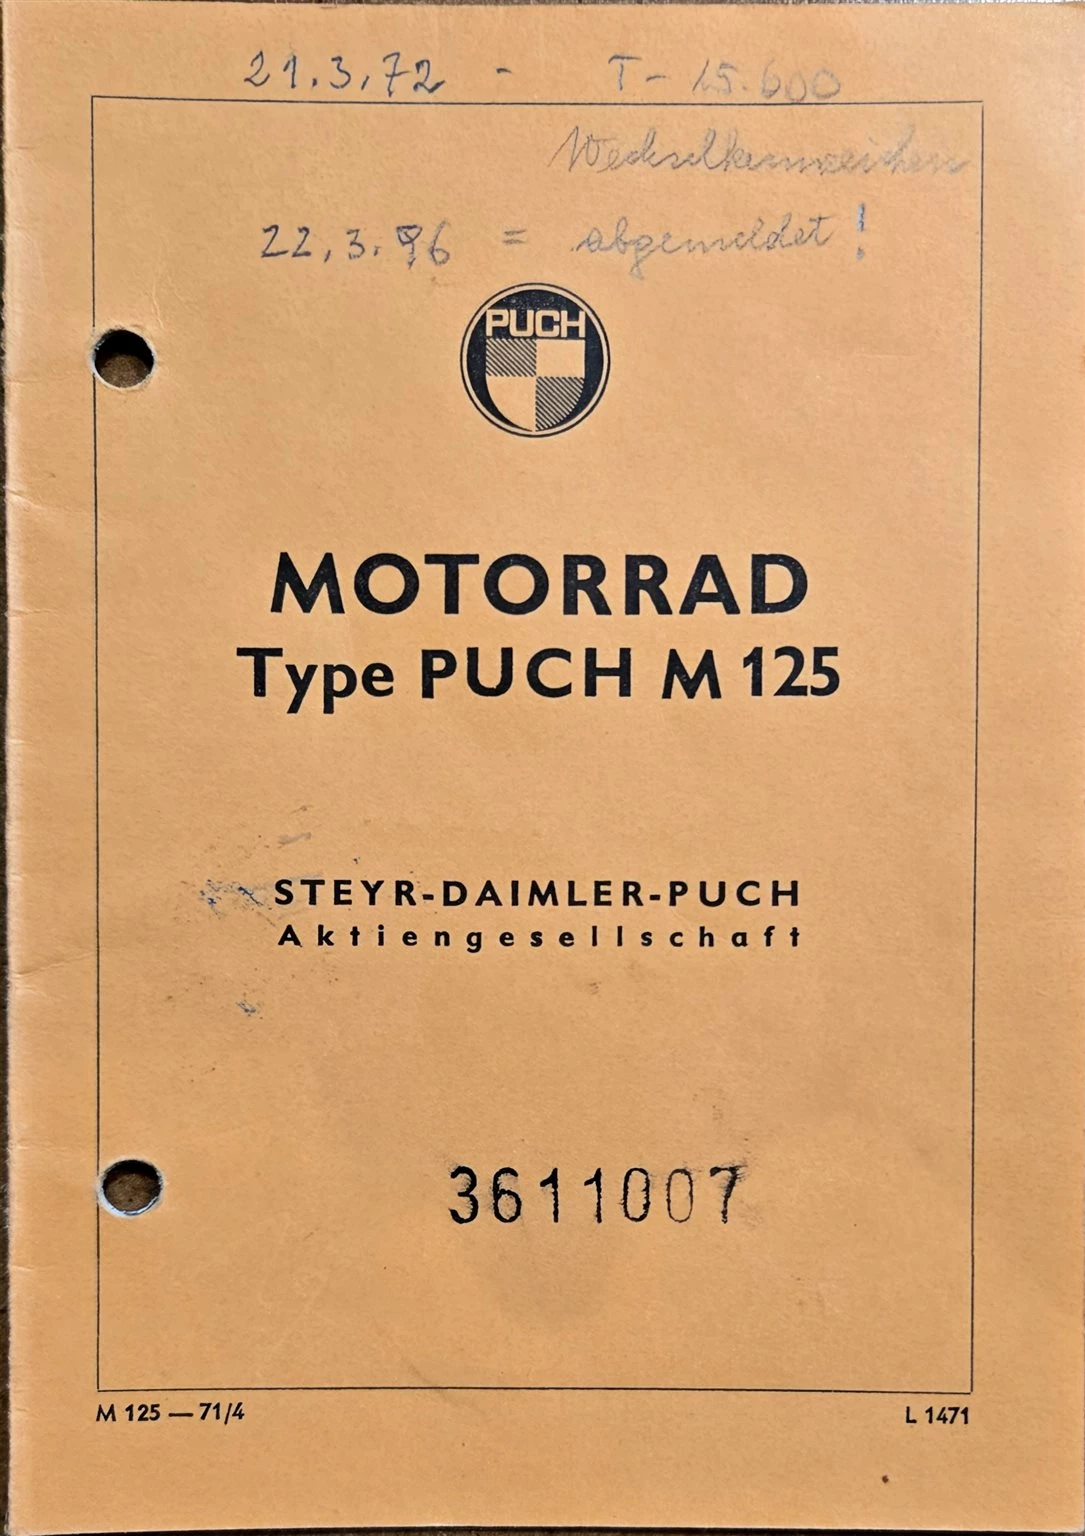 21.3.72 - T - 15.600
Wechselkennzeichen
22.3.96 = abgemeldet!
PUCH
MOTORRAD
Type PUCH M 125
STEYR-DAIMLER-PUCH
Aktiengesellschaft
3611007
M 125 — 71/4 L 1471